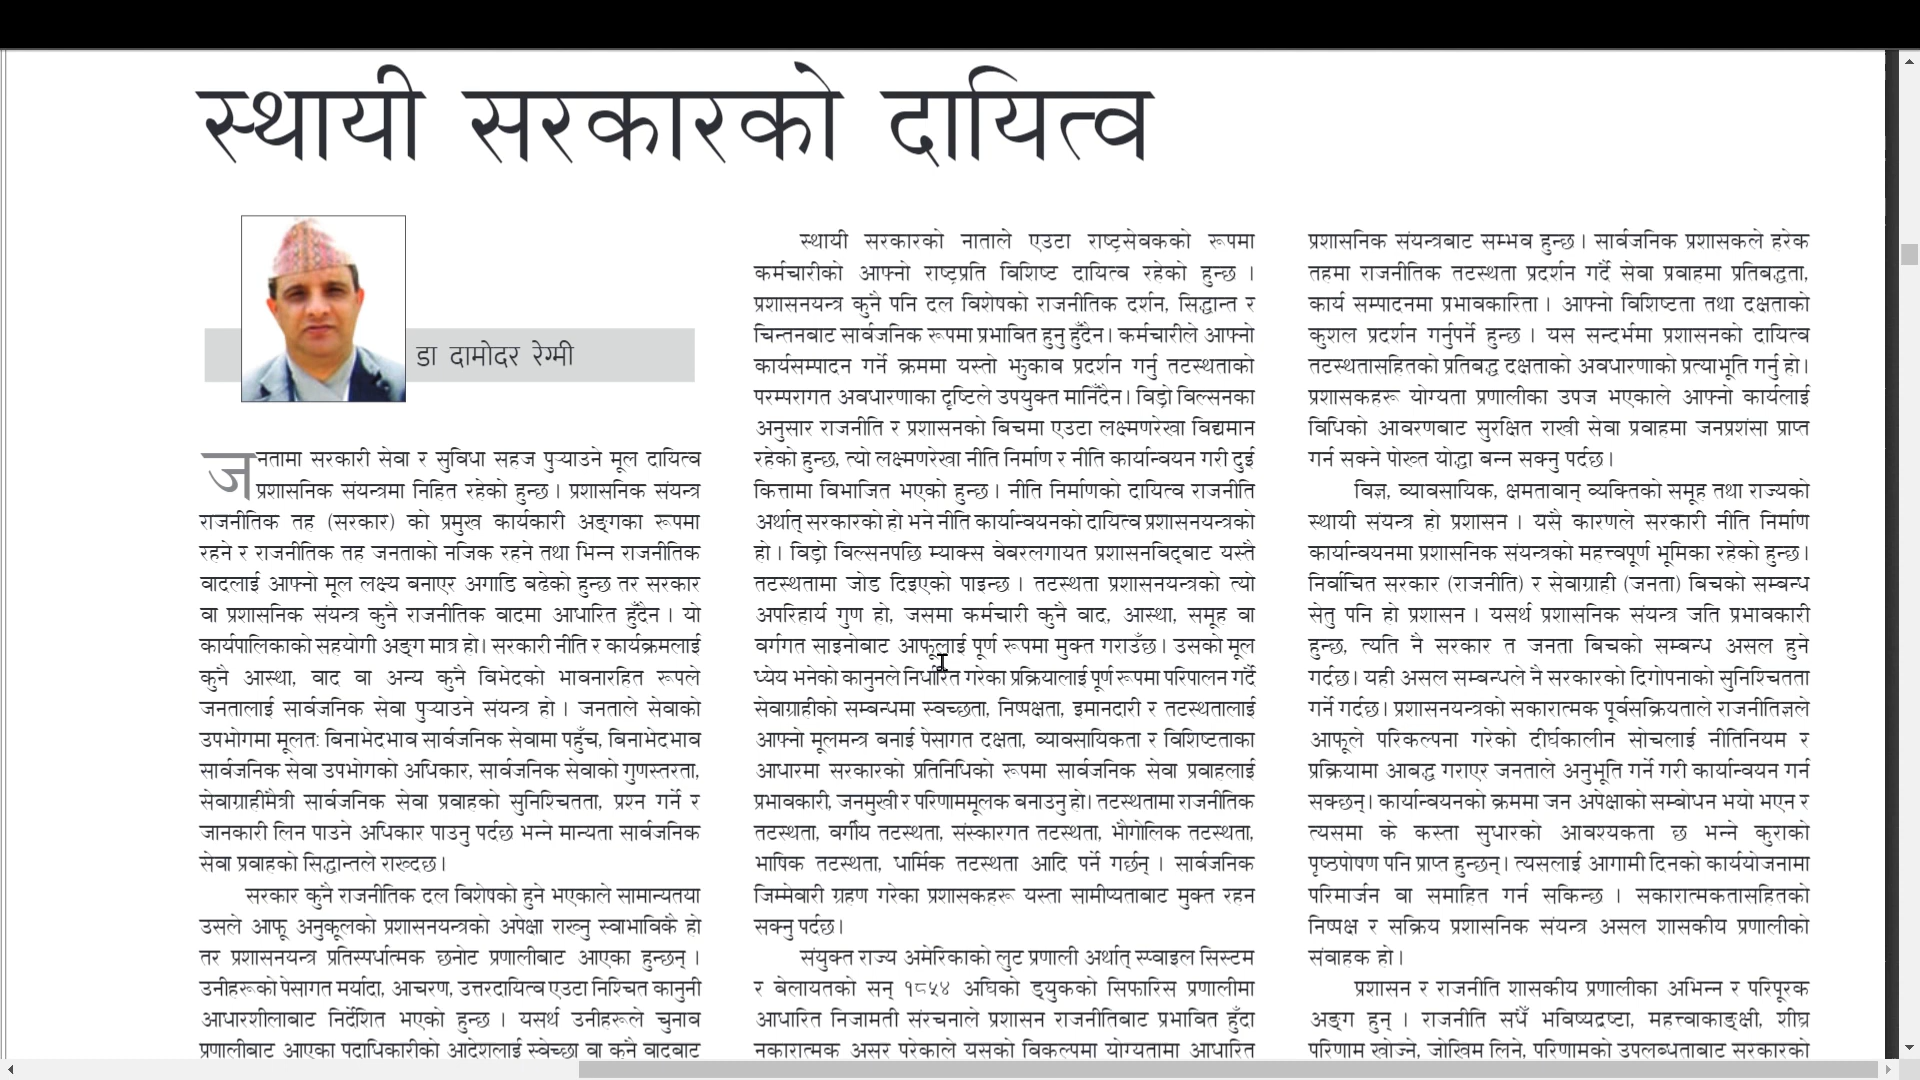 स्थायी सरकारको दायित्व
डा दामोदर रेग्मी
जनतामा सरकारी सेवा र सुविधा सहज पुऱ्याउने मूल दायित्व
प्रशासनिक संयन्त्रमा निहित रहेको हुन्छ । प्रशासनिक संयन्त्र
राजनीतिक तह (सरकार) को प्रमुख कार्यकारी अङ्गका रूपमा
रहने र राजनीतिक तह जनताको नजिक रहने तथा भिन्न राजनीतिक
वादलाई आफ्नो मूल लक्ष्य बनाएर अगाडि बढेको हुन्छ तर सरकार
वा प्रशासनिक संयन्त्र कुनै राजनीतिक वादमा आधारित हुँदैन । यो
कार्यपालिकाको सहयोगी अङ्ग मात्र हो। सरकारी नीति र कार्यक्रमलाई
कुनै आस्था, वाद वा अन्य कुनै विभेदको भावनारहित रूपले
जनतालाई सार्वजनिक सेवा पुऱ्याउने संयन्त्र हो । जनताले सेवाको
उपभोगमा मूलतः बिनाभेदभाव सार्वजनिक सेवामा पहुँच, बिनाभेदभाव
सार्वजनिक सेवा उपभोगको अधिकार, सार्वजनिक सेवाको गुणस्तरता,
सेवाग्राहीमैत्री सार्वजनिक सेवा प्रवाहको सुनिश्चितता, प्रश्न गर्ने र
जानकारी लिन पाउने अधिकार पाउनु पर्दछ भन्ने मान्यता सार्वजनिक
सेवा प्रवाहको सिद्धान्तले राख्दछ।
सरकार कुनै राजनीतिक दल विशेषको हुने भएकाले सामान्यतया
उसले आफू अनुकूलको प्रशासनयन्त्रको अपेक्षा राख्नु स्वाभाविकै हो
तर प्रशासनयन्त्र प्रतिस्पर्धात्मक छनोट प्रणालीबाट आएका हुन्छन् ।
उनीहरूको पेसागत मर्यादा, आचरण, उत्तरदायित्व एउटा निश्चित कानुनी
आधारशीलाबाट निर्देशित भएको हुन्छ । यसर्थ उनीहरूले चुनाव
प्रणालीबाट आएका पदाधिकारीको आदेशलाई स्वेच्छा वा कुनै वादबाट
स्थायी सरकारको नाताले एउटा राष्ट्रसेवकको रूपमा
कर्मचारीको आफ्नो राष्ट्रप्रति विशिष्ट दायित्व रहेको हुन्छ ।
प्रशासनयन्त्र कुनै पनि दल विशेषको राजनीतिक दर्शन, सिद्धान्त र
चिन्तनबाट सार्वजनिक रूपमा प्रभावित हुनु हुँदैन। कर्मचारीले आफ्नो
कार्यसम्पादन गर्ने क्रममा यस्तो झुकाव प्रदर्शन गर्नु तटस्थताको
परम्परागत अवधारणाका दृष्टिले उपयुक्त मानिँदैन। विड्रो विल्सनका
अनुसार राजनीति र प्रशासनको बिचमा एउटा लक्ष्मणरेखा विद्यमान
रहेको हुन्छ, त्यो लक्ष्मणरेखा नीति निर्माण र नीति कार्यान्वयन गरी दुई
कित्तामा विभाजित भएको हुन्छ । नीति निर्माणको दायित्व राजनीति
अर्थात् सरकारको हो भने नीति कार्यान्वयनको दायित्व प्रशासनयन्त्रको
हो । विड्रो विल्सनपछि म्याक्स वेबरलगायत प्रशासनविद्बाट यस्तै
तटस्थतामा जोड दिइएको पाइन्छ । तटस्थता प्रशासनयन्त्रको त्यो
अपरिहार्य गुण हो, जसमा कर्मचारी कुनै वाद, आस्था, समूह वा
वर्गगत साइनोबाट आफूलाई पूर्ण रूपमा मुक्त गराउँछ। उसको मूल
ध्येय भनेको कानुनले निर्धारित गरेका प्रक्रियालाई पूर्ण रूपमा परिपालन गर्दै
सेवाग्राहीको सम्बन्धमा स्वच्छता, निष्पक्षता, इमानदारी र तटस्थतालाई
आफ्नो मूलमन्त्र बनाई पेसागत दक्षता, व्यावसायिकता र विशिष्टताका
आधारमा सरकारको प्रतिनिधिको रूपमा सार्वजनिक सेवा प्रवाहलाई
प्रभावकारी, जनमुखी र परिणाममूलक बनाउनु हो। तटस्थतामा राजनीतिक
तटस्थता, वर्गीय तटस्थता, संस्कारगत तटस्थता, भौगोलिक तटस्थता,
भाषिक तटस्थता, धार्मिक तटस्थता आदि पर्ने गर्छन् । सार्वजनिक
जिम्मेवारी ग्रहण गरेका प्रशासकहरू यस्ता सामीप्यताबाट मुक्त रहन
सक्नु पर्दछ।
संयुक्त राज्य अमेरिकाको लुट प्रणाली अर्थात् स्प्वाइल सिस्टम
र बेलायतको सन् १८५४ अघिको ड्युकको सिफारिस प्रणालीमा
आधारित निजामती संरचनाले प्रशासन राजनीतिबाट प्रभावित हुँदा
नकारात्मक असर परेकाले यसको विकल्पमा योग्यतामा आधारित
प्रशासनिक संयन्त्रबाट सम्भव हुन्छ । सार्वजनिक प्रशासकले हरेक
तहमा राजनीतिक तटस्थता प्रदर्शन गर्दै सेवा प्रवाहमा प्रतिबद्धता,
कार्य सम्पादनमा प्रभावकारिता । आफ्नो विशिष्टता तथा दक्षताको
कुशल प्रदर्शन गर्नुपर्ने हुन्छ । यस सन्दर्भमा प्रशासनको दायित्व
तटस्थतासहितको प्रतिबद्ध दक्षताको अवधारणाको प्रत्याभूति गर्नु हो।
प्रशासकहरू योग्यता प्रणालीका उपज भएकाले आफ्नो कार्यलाई
विधिको आवरणबाट सुरक्षित राखी सेवा प्रवाहमा जनप्रशंसा प्राप्त
गर्न सक्ने पोख्त योद्धा बन्न सक्नु पर्दछ।
विज्ञ, व्यावसायिक, क्षमतावान् व्यक्तिको समूह तथा राज्यको
स्थायी संयन्त्र हो प्रशासन । यसै कारणले सरकारी नीति निर्माण
कार्यान्वयनमा प्रशासनिक संयन्त्रको महत्त्वपूर्ण भूमिका रहेको हुन्छ।
निर्वाचित सरकार (राजनीति) र सेवाग्राही (जनता) बिचको सम्बन्ध
सेतु पनि हो प्रशासन । यसर्थ प्रशासनिक संयन्त्र जति प्रभावकारी
हुन्छ, त्यति नै सरकार त जनता बिचको सम्बन्ध असल हुने
गर्दछ। यही असल सम्बन्धले नै सरकारको दिगोपनाको सुनिश्चितता
गर्ने गर्दछ। प्रशासनयन्त्रको सकारात्मक पूर्वसक्रियताले राजनीतिज्ञले
आफूले परिकल्पना गरेको दीर्घकालीन सोचलाई नीतिनियम र
प्रक्रियामा आबद्ध गराएर जनताले अनुभूति गर्ने गरी कार्यान्वयन गर्न
सक्छन्। कार्यान्वयनको क्रममा जन अपेक्षाको सम्बोधन भयो भएन र
त्यसमा के कस्ता सुधारको आवश्यकता छ भन्ने कुराको
पृष्ठपोषण पनि प्राप्त हुन्छन्। त्यसलाई आगामी दिनको कार्ययोजनामा
परिमार्जन वा समाहित गर्न सकिन्छ । सकारात्मकतासहितको
निष्पक्ष र सक्रिय प्रशासनिक संयन्त्र असल शासकीय प्रणालीको
संवाहक हो।
प्रशासन र राजनीति शासकीय प्रणालीका अभिन्न र परिपूरक
अङ्ग हुन् । राजनीति सधैँ भविष्यद्रष्टा, महत्त्वाकाङ्क्षी, शीघ्र
परिणाम खोज्ने, जोखिम लिने, परिणामको उपलब्धताबाट सरकारको